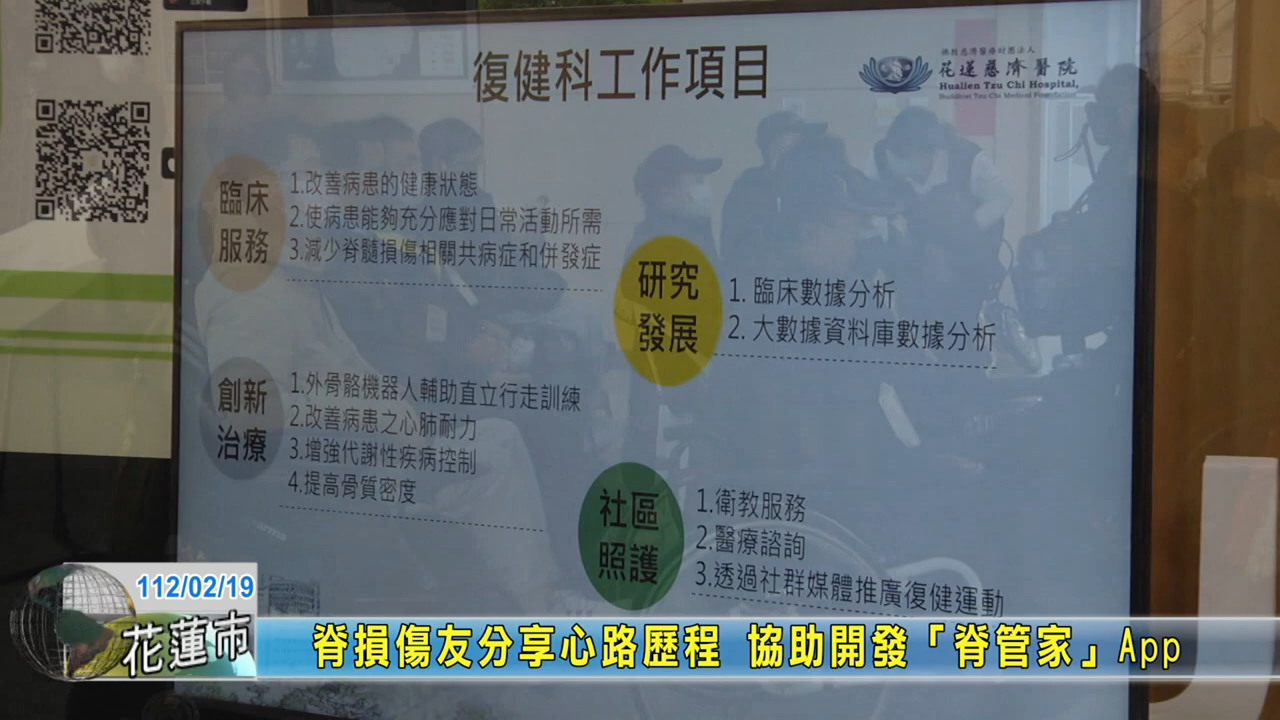 復健科工作項目
佛教慈濟醫療財團法人
花蓮慈濟醫院
Hualien Tzu Chi Hospital,
Buddhist Tzu Chi Medical Foundation
臨床
服務
1.改善病患的健康狀態
2.使病患能夠充分應對日常活動所需
3.減少脊髓損傷相關共病症和併發症
研究
發展
1. 臨床數據分析
2. 大數據資料庫數據分析
創新
治療
1.外骨骼機器人輔助直立行走訓練
2.改善病患之心肺耐力
3.增強代謝性疾病控制
4.提高骨質密度
社區
照護
1.衛教服務
2.醫療諮詢
3.透過社群媒體推廣復健運動
112/02/19
花蓮市
脊損傷友分享心路歷程 協助開發「脊管家」App